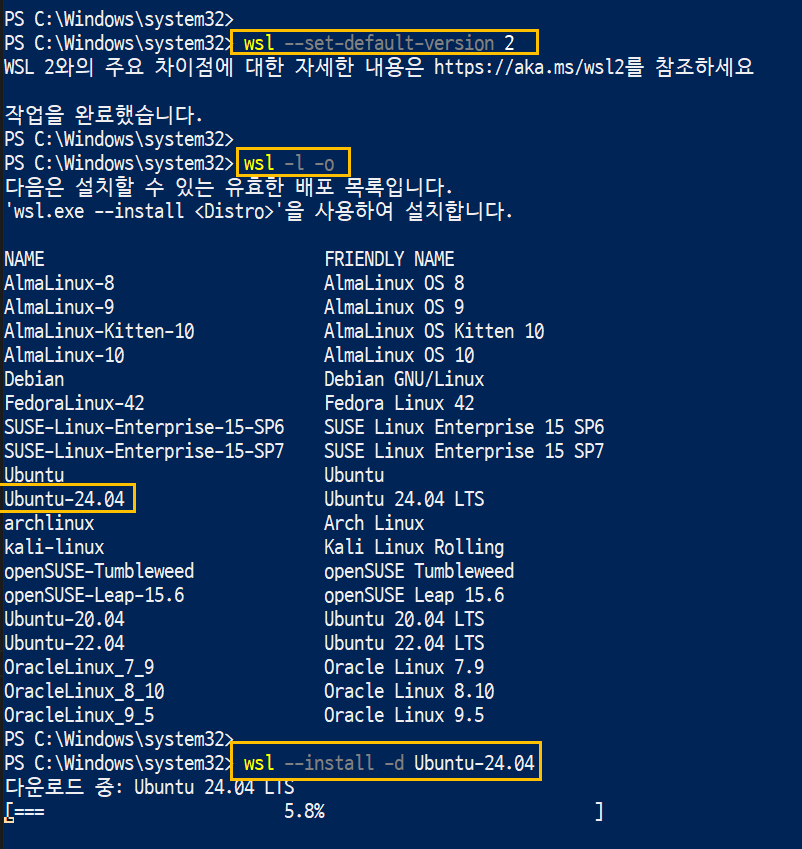 PS C:\Windows\system32>
PS C:\Windows\system32> wsl --set-default-version 2
WSL 2와의 주요 차이점에 대한 자세한 내용은 https://aka.ms/wsl2를 참조하세요
작업을 완료했습니다.
PS C:\Windows\system32>
PS C:\Windows\system32> wsl -l -o
다음은 설치할 수 있는 유효한 배포 목록입니다.
'wsl.exe --install <Distro>'을 사용하여 설치합니다.
NAME FRIENDLY NAME
AlmaLinux-8 AlmaLinux OS 8
AlmaLinux-9 AlmaLinux OS 9
AlmaLinux-Kitten-10 AlmaLinux OS Kitten 10
AlmaLinux-10 AlmaLinux OS 10
Debian Debian GNU/Linux
FedoraLinux-42 Fedora Linux 42
SUSE-Linux-Enterprise-15-SP6 SUSE Linux Enterprise 15 SP6
SUSE-Linux-Enterprise-15-SP7 SUSE Linux Enterprise 15 SP7
Ubuntu Ubuntu
Ubuntu-24.04 Ubuntu 24.04 LTS
archlinux Arch Linux
kali-linux Kali Linux Rolling
openSUSE-Tumbleweed openSUSE Tumbleweed
openSUSE-Leap-15.6 openSUSE Leap 15.6
Ubuntu-20.04 Ubuntu 20.04 LTS
Ubuntu-22.04 Ubuntu 22.04 LTS
OracleLinux_7_9 Oracle Linux 7.9
OracleLinux_8_10 Oracle Linux 8.10
OracleLinux_9_5 Oracle Linux 9.5
PS C:\Windows\system32>
PS C:\Windows\system32> wsl --install -d Ubuntu-24.04
다운로드 중: Ubuntu 24.04 LTS
[=== 5.8% ]